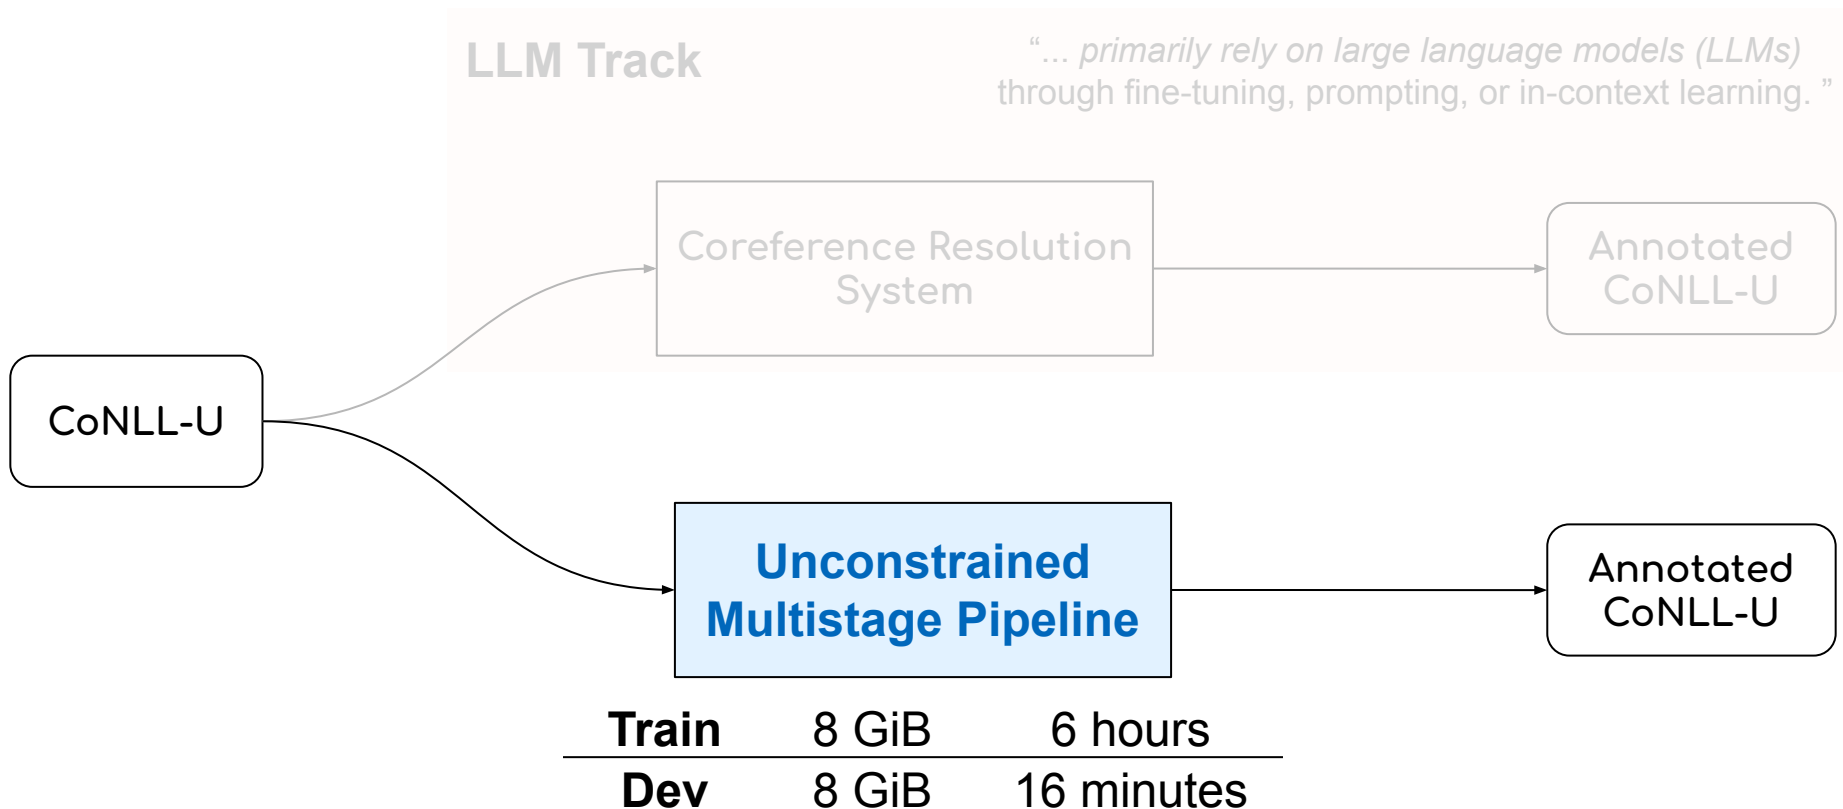 LLM Track
“... primarily rely on large language models (LLMs)
through fine-tuning, prompting, or in-context learning. ”
Coreference Resolution
System
Annotated
CoNLL-U
CoNLL-U
Unconstrained
Multistage Pipeline
Annotated
CoNLL-U
Train 8 GiB 6 hours
Dev 8 GiB 16 minutes